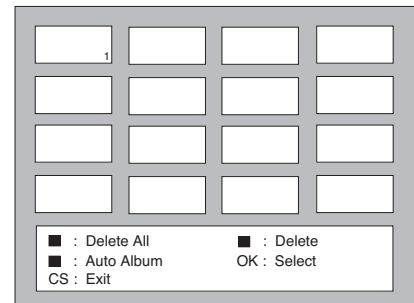 1
■ : Delete All ■ : Delete
■ : Auto Album OK : Select
CS : Exit